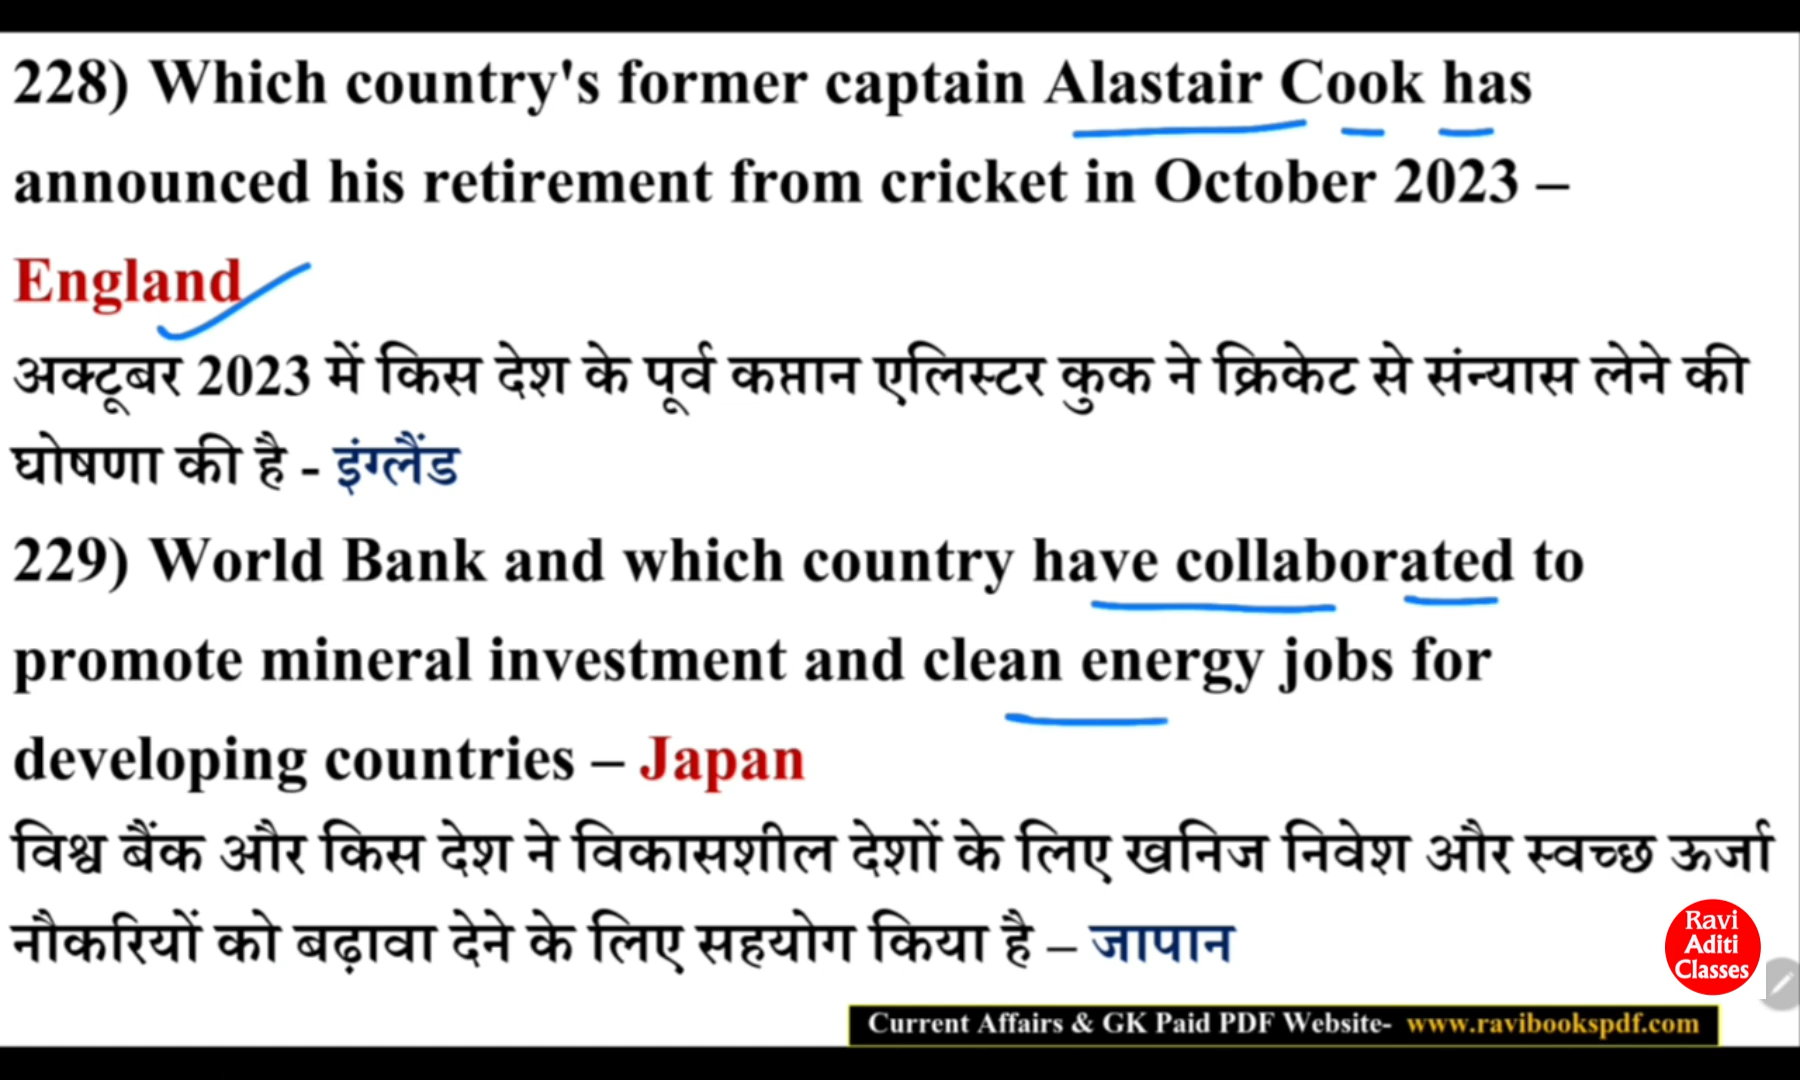 228) Which country's former captain Alastair Cook has
announced his retirement from cricket in October 2023 –
England
अक्टूबर 2023 में किस देश के पूर्व कप्तान एलिस्टर कुक ने क्रिकेट से संन्यास लेने की
घोषणा की है - इंग्लैंड
229) World Bank and which country have collaborated to
promote mineral investment and clean energy jobs for
developing countries – Japan
विश्व बैंक और किस देश ने विकासशील देशों के लिए खनिज निवेश और स्वच्छ ऊर्जा
नौकरियों को बढ़ावा देने के लिए सहयोग किया है – जापान
Ravi
Aditi
Classes
Current Affairs & GK Paid PDF Website- www.ravibookspdf.com